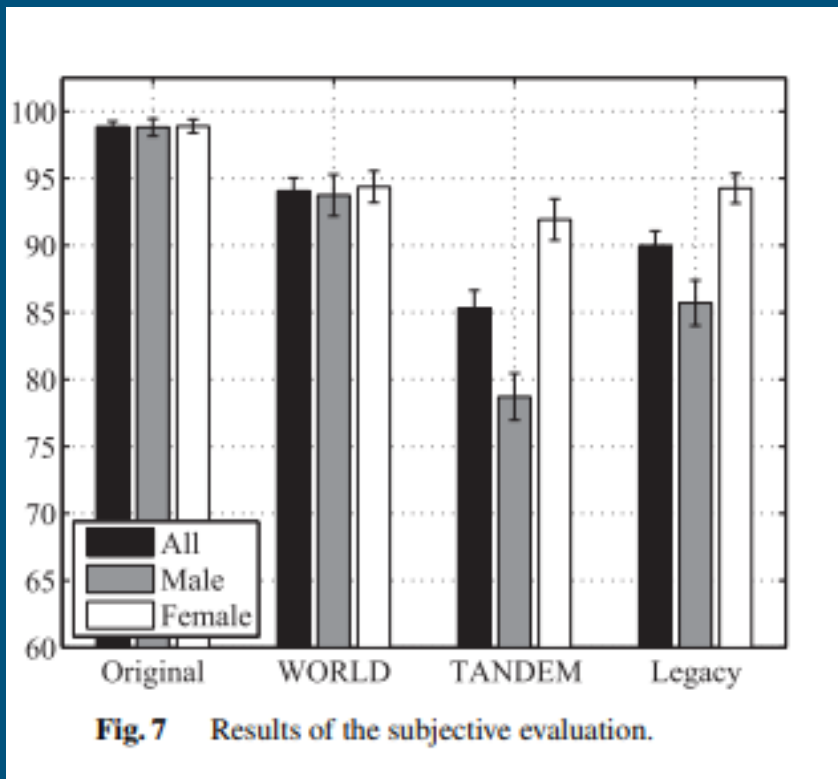 100
95
90
85
80
75
70
65
60
All
Male
Female
Original WORLD TANDEM Legacy
Fig. 7 Results of the subjective evaluation.